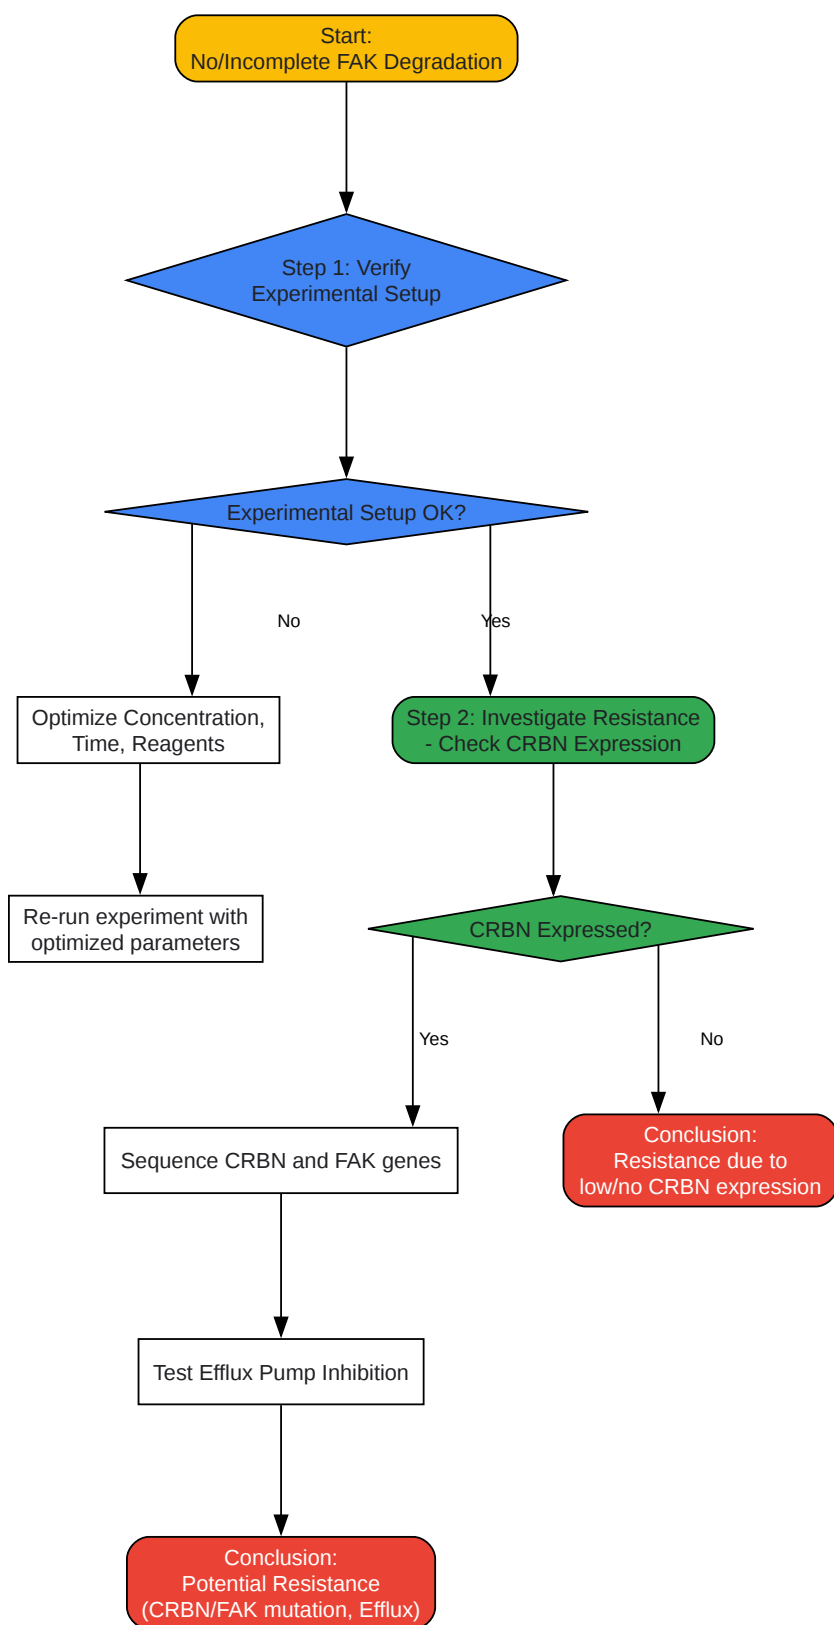 Start:
No/Incomplete FAK Degradation
Step 1: Verify
Experimental Setup
Experimental Setup OK?
No
Yes
Optimize Concentration,
Time, Reagents
Step 2: Investigate Resistance
- Check CRBN Expression
Re-run experiment with
optimized parameters
CRBN Expressed?
Yes
No
Sequence CRBN and FAK genes
Conclusion:
Resistance due to
low/no CRBN expression
Test Efflux Pump Inhibition
Conclusion:
Potential Resistance
(CRBN/FAK mutation, Efflux)